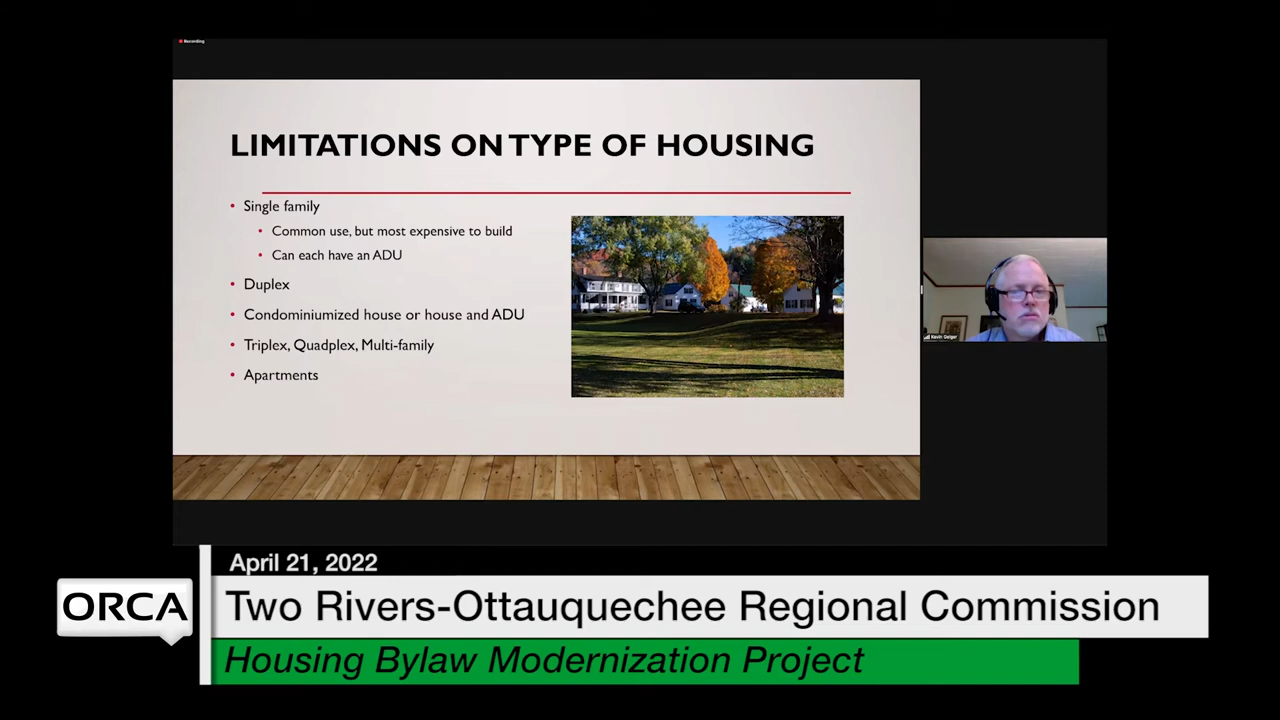 Recording
LIMITATIONS ON TYPE OF HOUSING
• Single family
• Common use, but most expensive to build
• Can each have an ADU
• Duplex
• Condominiumized house or house and ADU
• Triplex, Quadplex, Multi-family
• Apartments
Kevin Geiger
April 21, 2022
ORCA
Two Rivers-Ottauquechee Regional Commission
Housing Bylaw Modernization Project